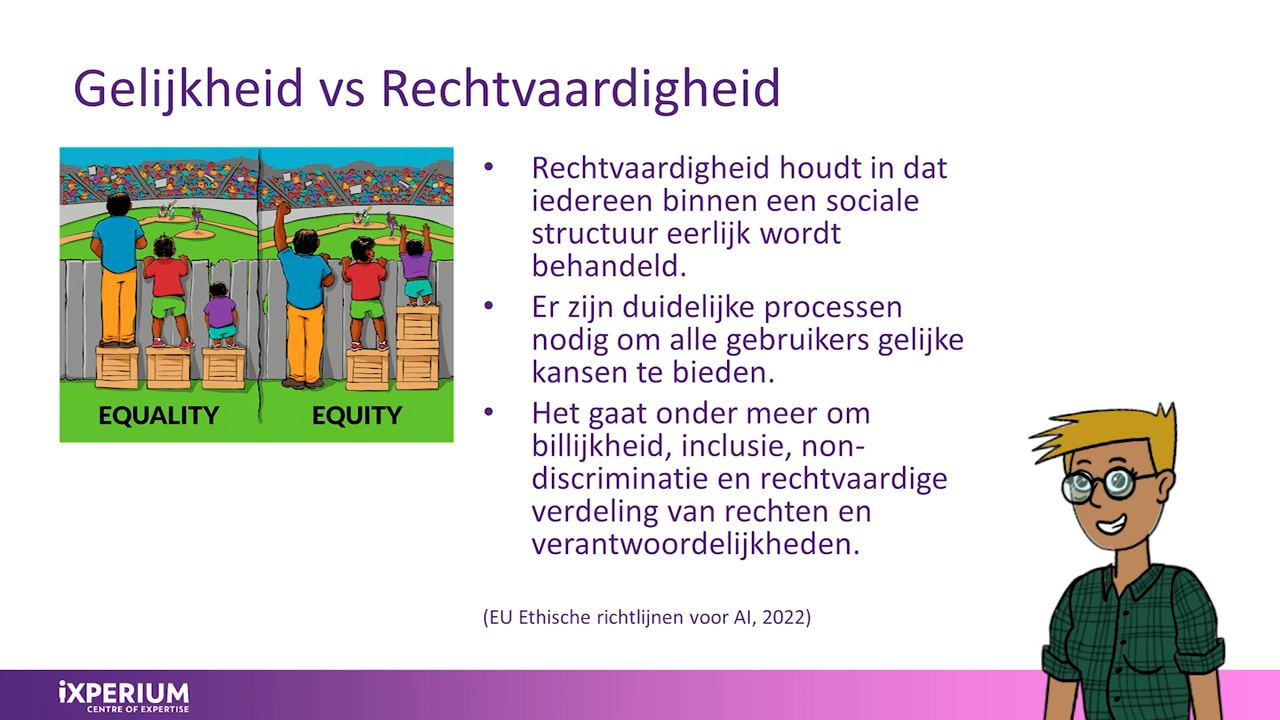 Gelijkheid vs Rechtvaardigheid
EQUALITY
EQUITY
• Rechtvaardigheid houdt in dat
iedereen binnen een sociale
structuur eerlijk wordt
behandeld.
• Er zijn duidelijke processen
nodig om alle gebruikers gelijke
kansen te bieden.
• Het gaat onder meer om
billijkheid, inclusie, non-
discriminatie en rechtvaardige
verdeling van rechten en
verantwoordelijkheden.
(EU Ethische richtlijnen voor AI, 2022)
iXPERIUM
CENTRE OF EXPERTISE